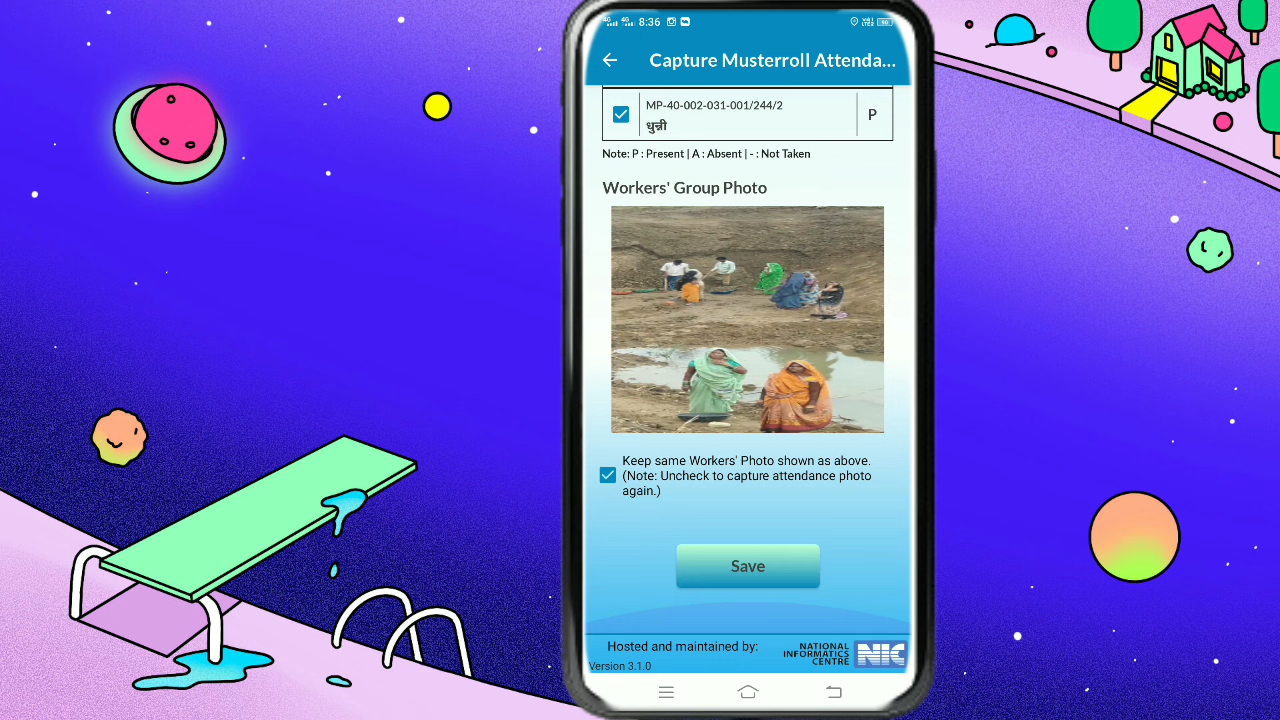 4G 4G 8:36
Capture Musterroll Attenda...
MP-40-002-031-001/244/2
धुन्नी
P
Note: P : Present | A : Absent | - : Not Taken
Workers' Group Photo
Keep same Workers' Photo shown as above.
(Note: Uncheck to capture attendance photo
again.)
Save
Hosted and maintained by:
NATIONAL
INFORMATICS
CENTRE
NIC
Version 3.1.0